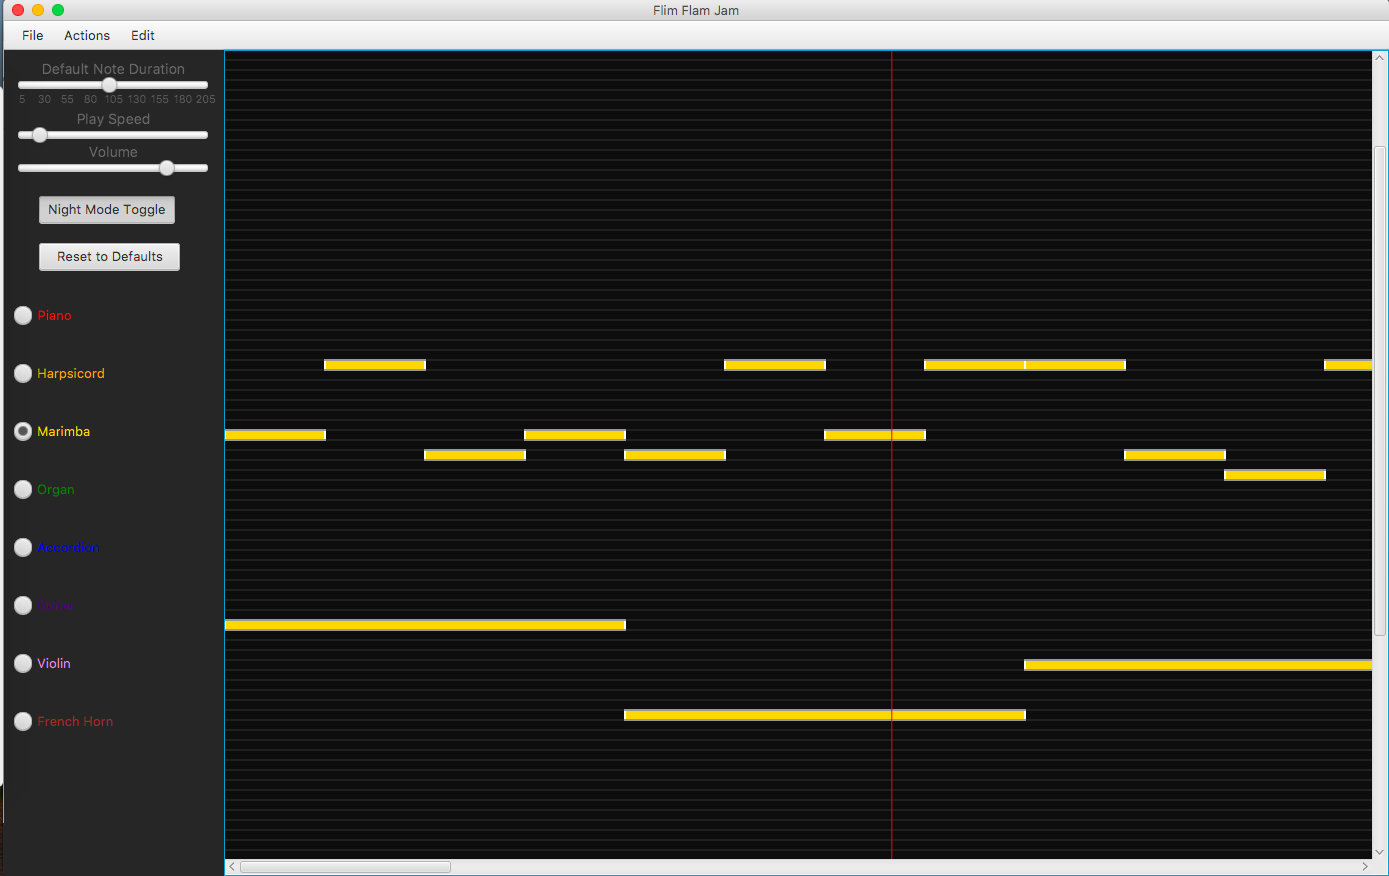 Flim Flam Jam
File Actions Edit
Default Note Duration
5 30 55 80 105 130 155 180 205
Play Speed
Volume
Night Mode Toggle
Reset to Defaults
Piano
Harpsicord
Marimba
Organ
Accordion
Guitar
Violin
French Horn